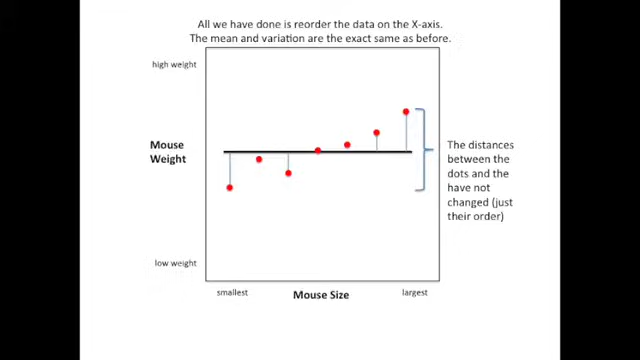 All we have done is reorder the data on the X-axis.
The mean and variation are the exact same as before.
high weight
Mouse
Weight
The distances
between the
dots and the
have not
changed (just
their order)
low weight
smallest
Mouse Size
largest